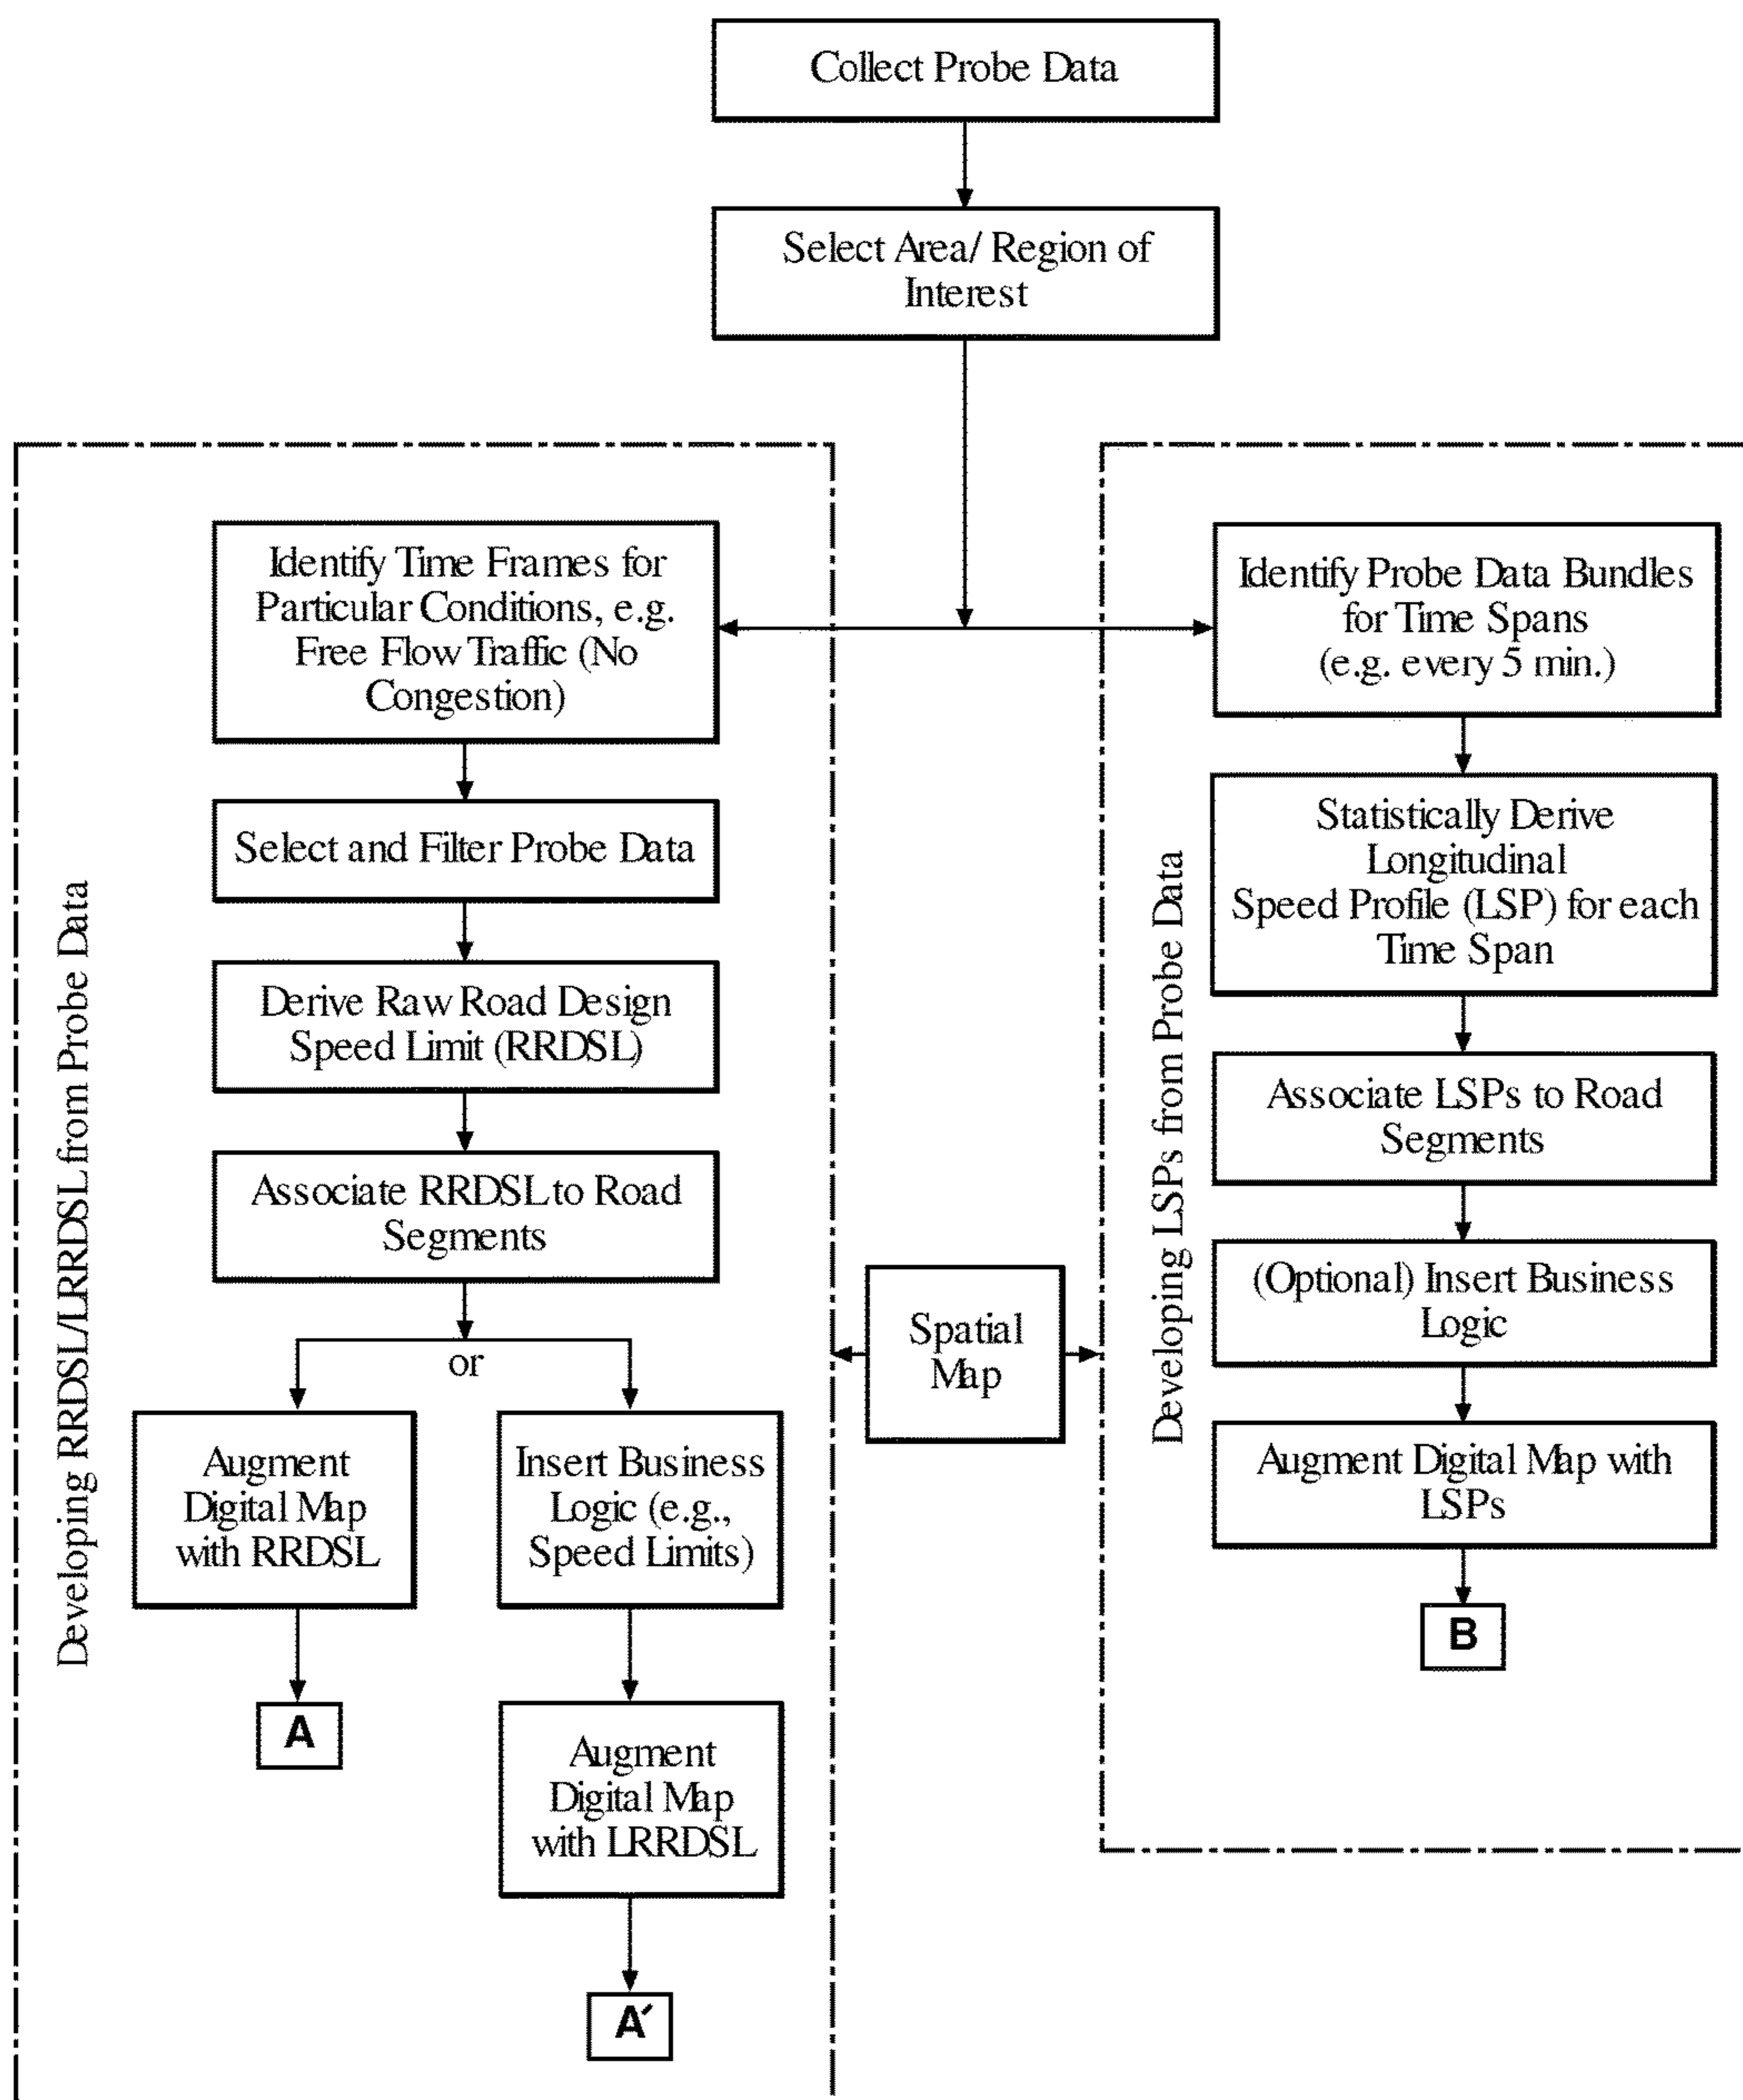 Collect Probe Data
Select Area/ Region of
Interest
Developing RRDSL/LRRDSL from Probe Data
Identify Time Frames for
Particular Conditions, e.g.
Free Flow Traffic (No
Congestion)
Select and Filter Probe Data
Derive Raw Road Design
Speed Limit (RRDSL)
Associate RRDSL to Road
Segments
or
Augment
Digital Map
with RRDSL
A
Insert Business
Logic (e.g.,
Speed Limits)
Augment
Digital Map
with LRRDSL
A´
Spatial
Map
Developing LSPs from Probe Data
Identify Probe Data Bundles
for Time Spans
(e.g. every 5 min.)
Statistically Derive
Longitudinal
Speed Profile (LSP) for each
Time Span
Associate LSPs to Road
Segments
(Optional) Insert Business
Logic
Augment Digital Map with
LSPs
B